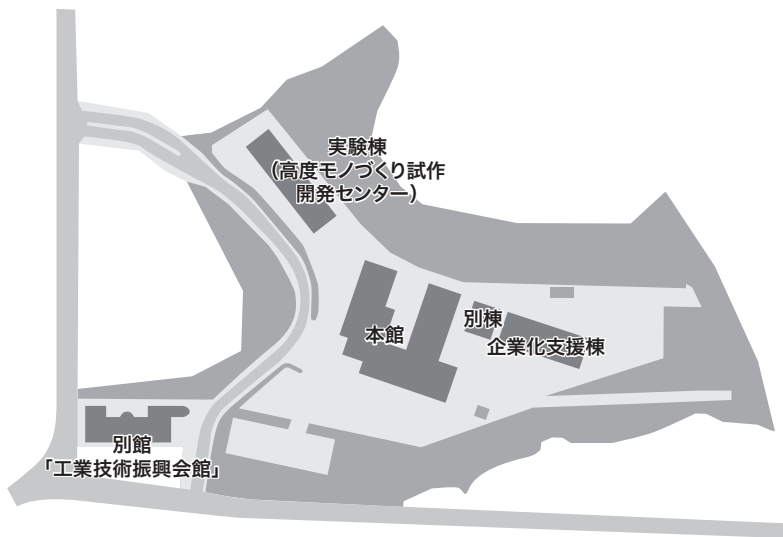 実験棟
(高度モノづくり試作
開発センター)
本館
別棟
企業化支援棟
別館
「工業技術振興会館」